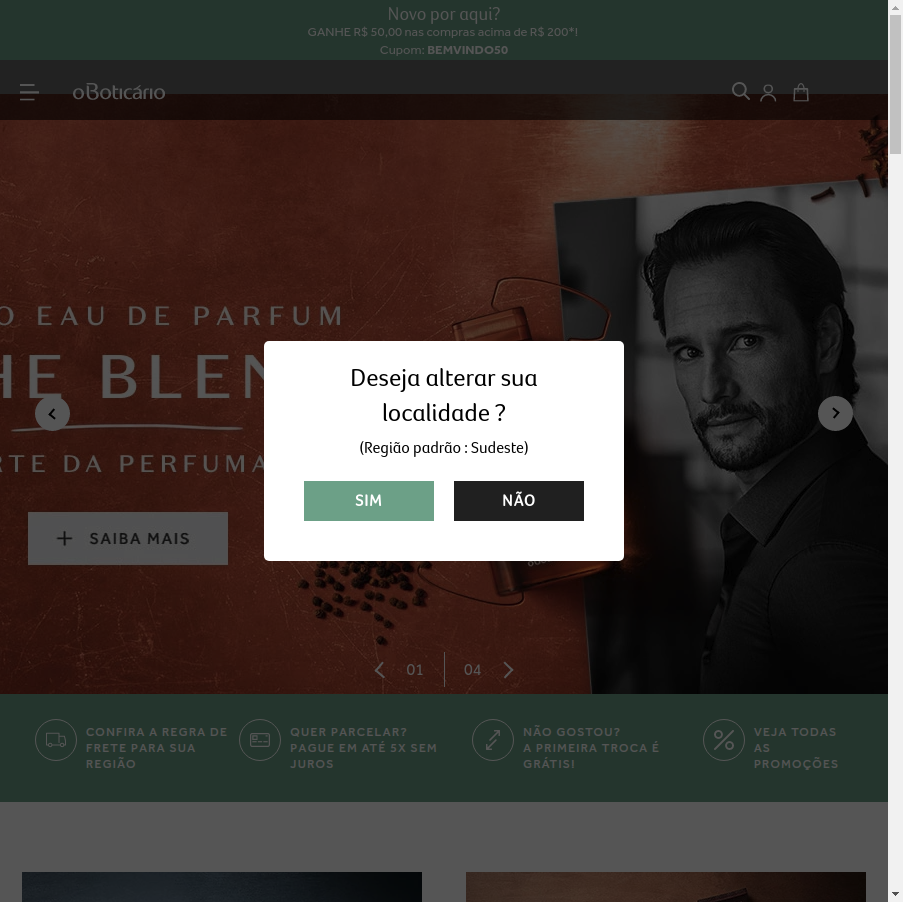 Novo por aqui?
GANHE R$ 50,00 nas compras acima de R$ 200*!
Cupom: BEMVINDO50
oBoticário
O EAU DE PARFUM
HE BLEN
RTE DA PERFUMA
SAIBA MAIS
Deseja alterar sua
localidade ?
(Região padrão : Sudeste)
SIM
NÃO
01
04
CONFIRA A REGRA DE
FRETE PARA SUA
REGIÃO
QUER PARCELAR?
PAGUE EM ATÉ 5X SEM
JUROS
NÃO GOSTOU?
A PRIMEIRA TROCA É
GRÁTIS!
VEJA TODAS
AS
PROMOÇÕES